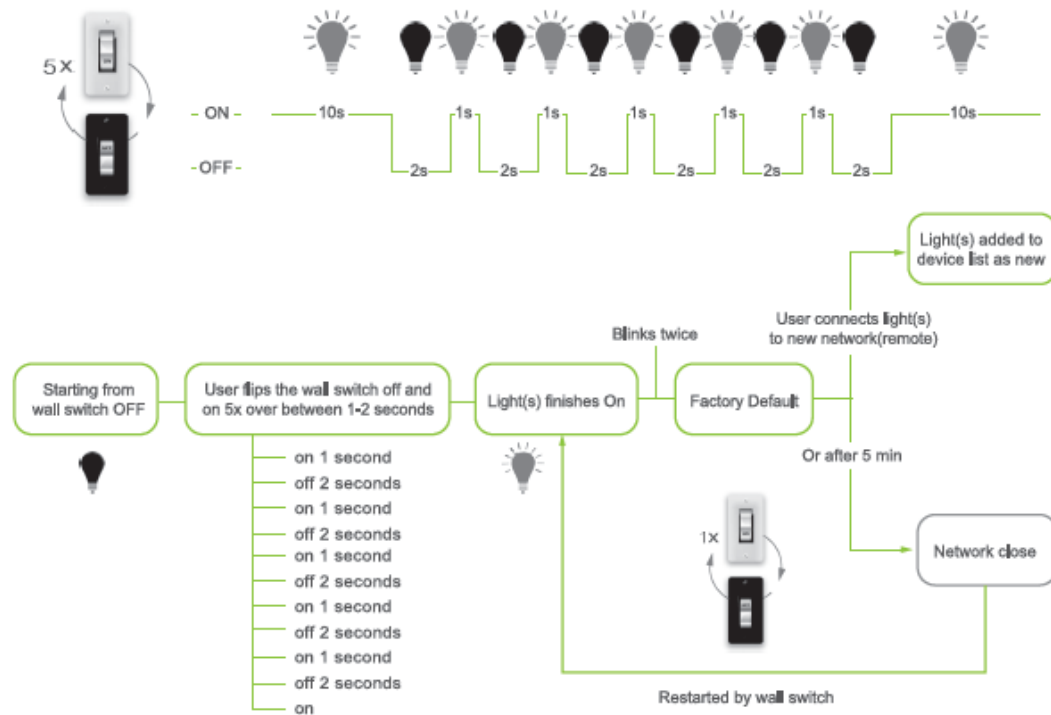 5x
ON
10s
1s
1s
1s
1s
1s
10s
OFF
2s
2s
2s
2s
2s
2s
Light(s) added to
device list as new
User connects light(s)
to new network(remote)
Blinks twice
Starting from
wall switch OFF
User flips the wall switch off and
on 5x over between 1-2 seconds
Light(s) finishes On
Factory Default
Or after 5 min
on 1 second
off 2 seconds
on 1 second
off 2 seconds
on 1 second
off 2 seconds
on 1 second
off 2 seconds
on 1 second
off 2 seconds
on
1x
Network close
Restarted by wall switch